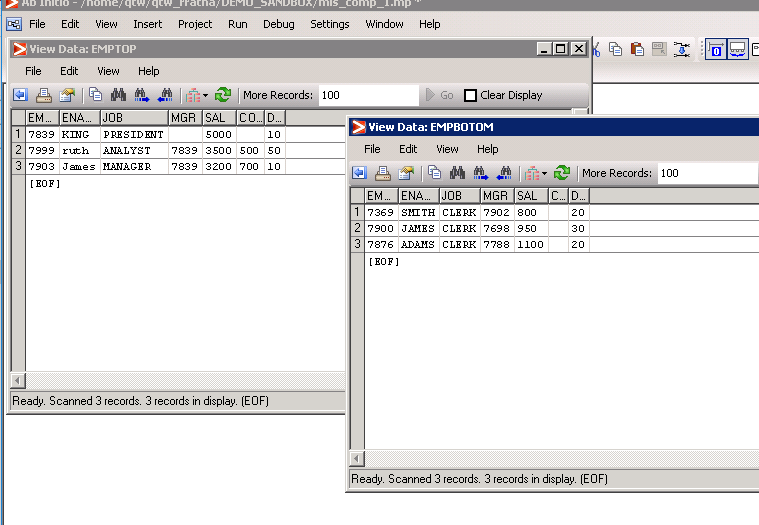 Ab Initio - /home/qtw/qtw_Pratha/DEMO_SANDBOX/mis_comp_1.mp *
File Edit View Insert Project Run Debug Settings Window Help
View Data: EMPTOP
File Edit View Help
More Records: 100 Go Clear Display
EM... ENA... JOB MGR SAL CO... D...
1 7839 KING PRESIDENT 5000 10
2 7999 ruth ANALYST 7839 3500 500 50
3 7903 James MANAGER 7839 3200 700 10
[EOF]
Ready. Scanned 3 records. 3 records in display. (EOF)
View Data: EMPBOTOM
File Edit View Help
More Records: 100
EM... ENA... JOB MGR SAL C... D...
1 7369 SMITH CLERK 7902 800 20
2 7900 JAMES CLERK 7698 950 30
3 7876 ADAMS CLERK 7788 1100 20
[EOF]
Ready. Scanned 3 records. 3 records in display. (EOF)